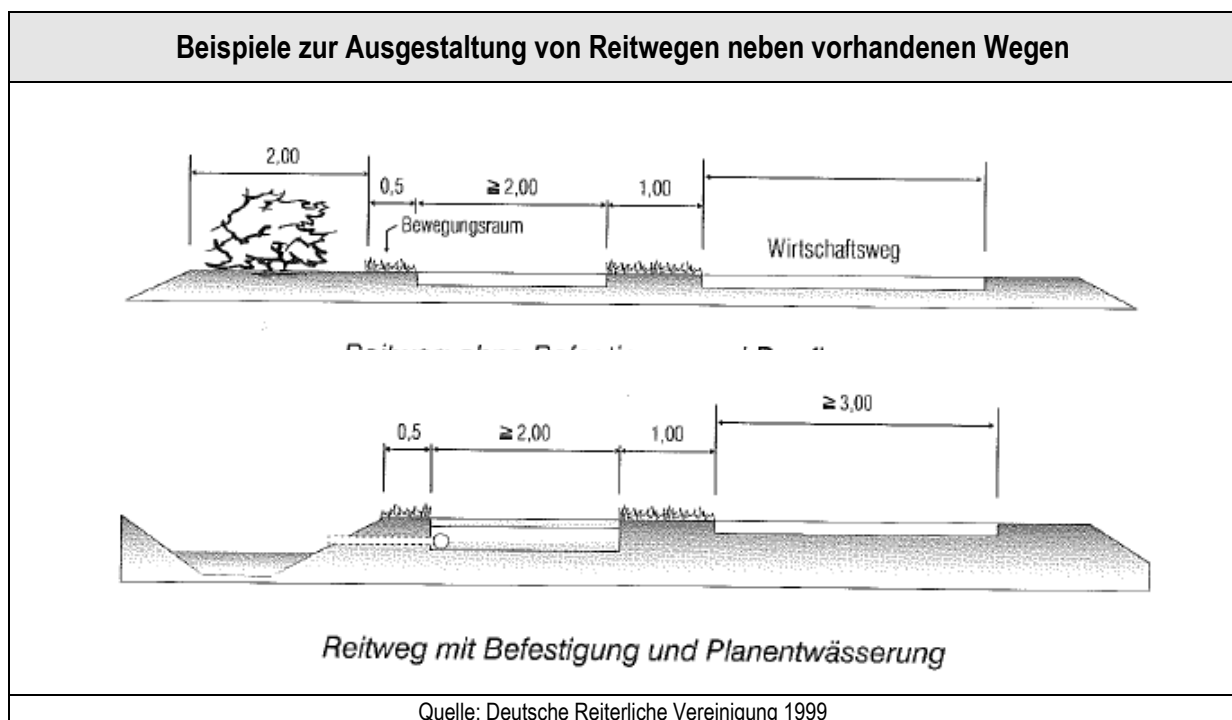 Beispiele zur Ausgestaltung von Reitwegen neben vorhandenen Wegen
2,00
0,5
≧2,00
1,00
Bewegungsraum
Wirtschaftsweg
≧3,00
0,5
≧2,00
1,00
Reitweg mit Befestigung und Planentwässerung
Quelle: Deutsche Reiterliche Vereinigung 1999